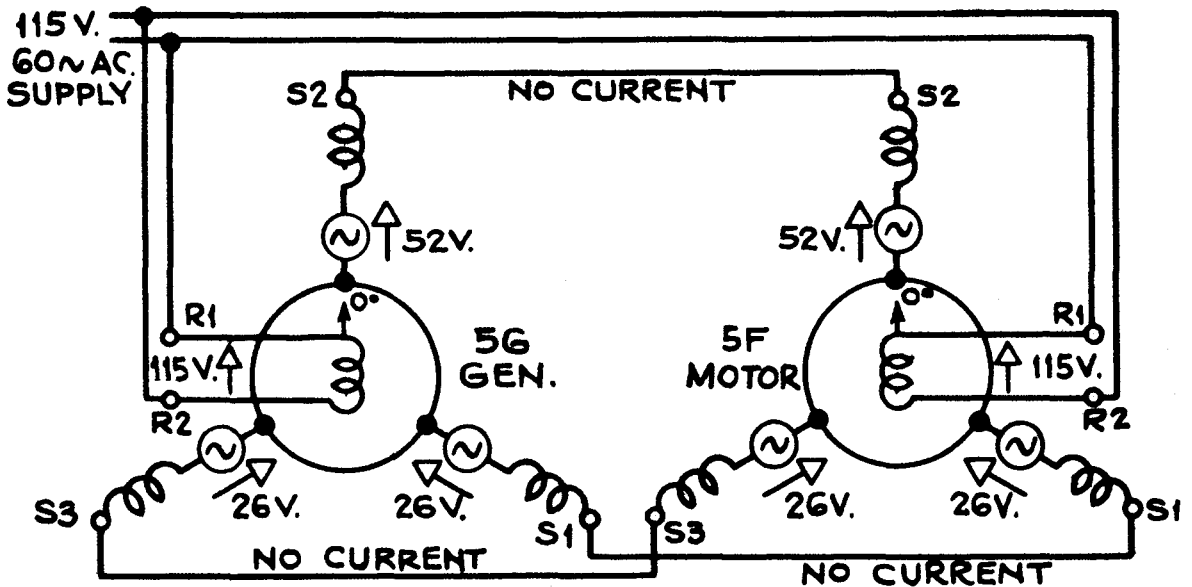 115 V.
60~AC.
SUPPLY
S2
NO CURRENT
S2
52V.
52V.
0°
0°
R1
115V.
R2
5G
GEN.
5F
MOTOR
R1
115V.
R2
S3
26V.
26V.
S1
S3
26V.
26V.
S1
NO CURRENT
NO CURRENT